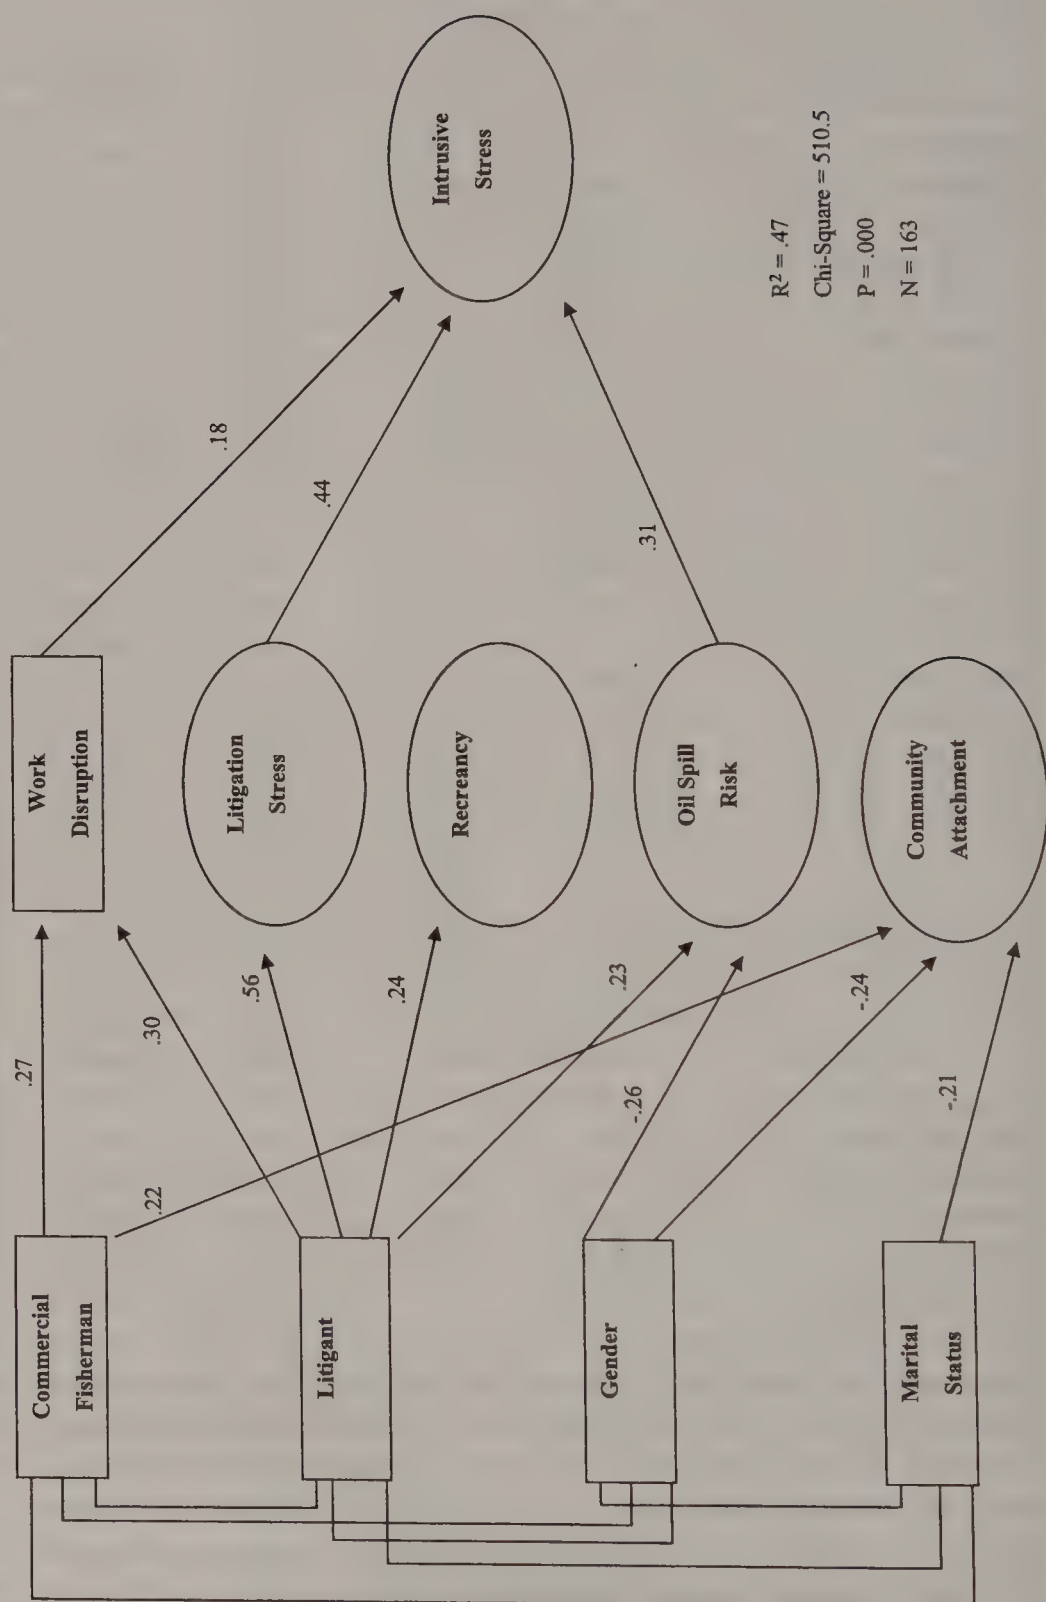 Commercial
Fisherman
Litigant
Gender
Marital
Status
.27
.22
.30
.56
.24
.23
-.26
-.24
-.21
Work
Disruption
Litigation
Stress
Recreancy
Oil Spill
Risk
Community
Attachment
.18
.44
.31
Intrusive
Stress
R² = .47
Chi-Square = 510.5
P = .000
N = 163